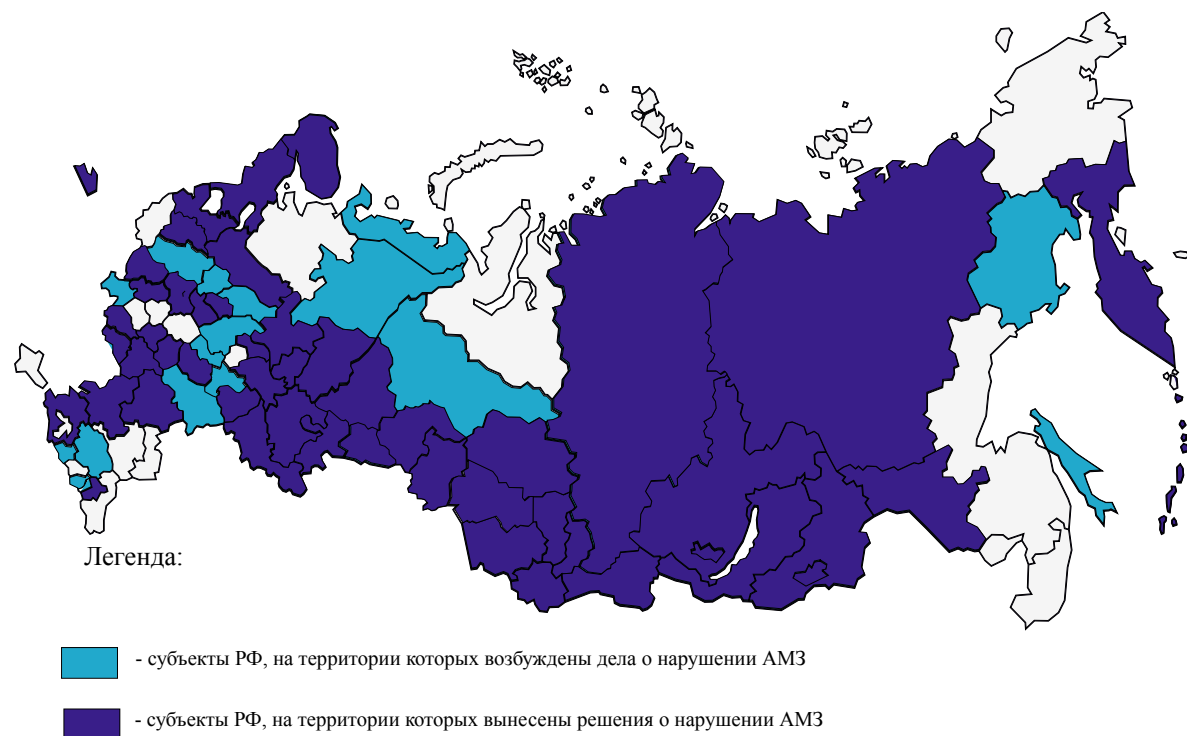 Легенда:
- субъекты РФ, на территории которых возбуждены дела о нарушении АМЗ
- субъекты РФ, на территории которых вынесены решения о нарушении АМЗ